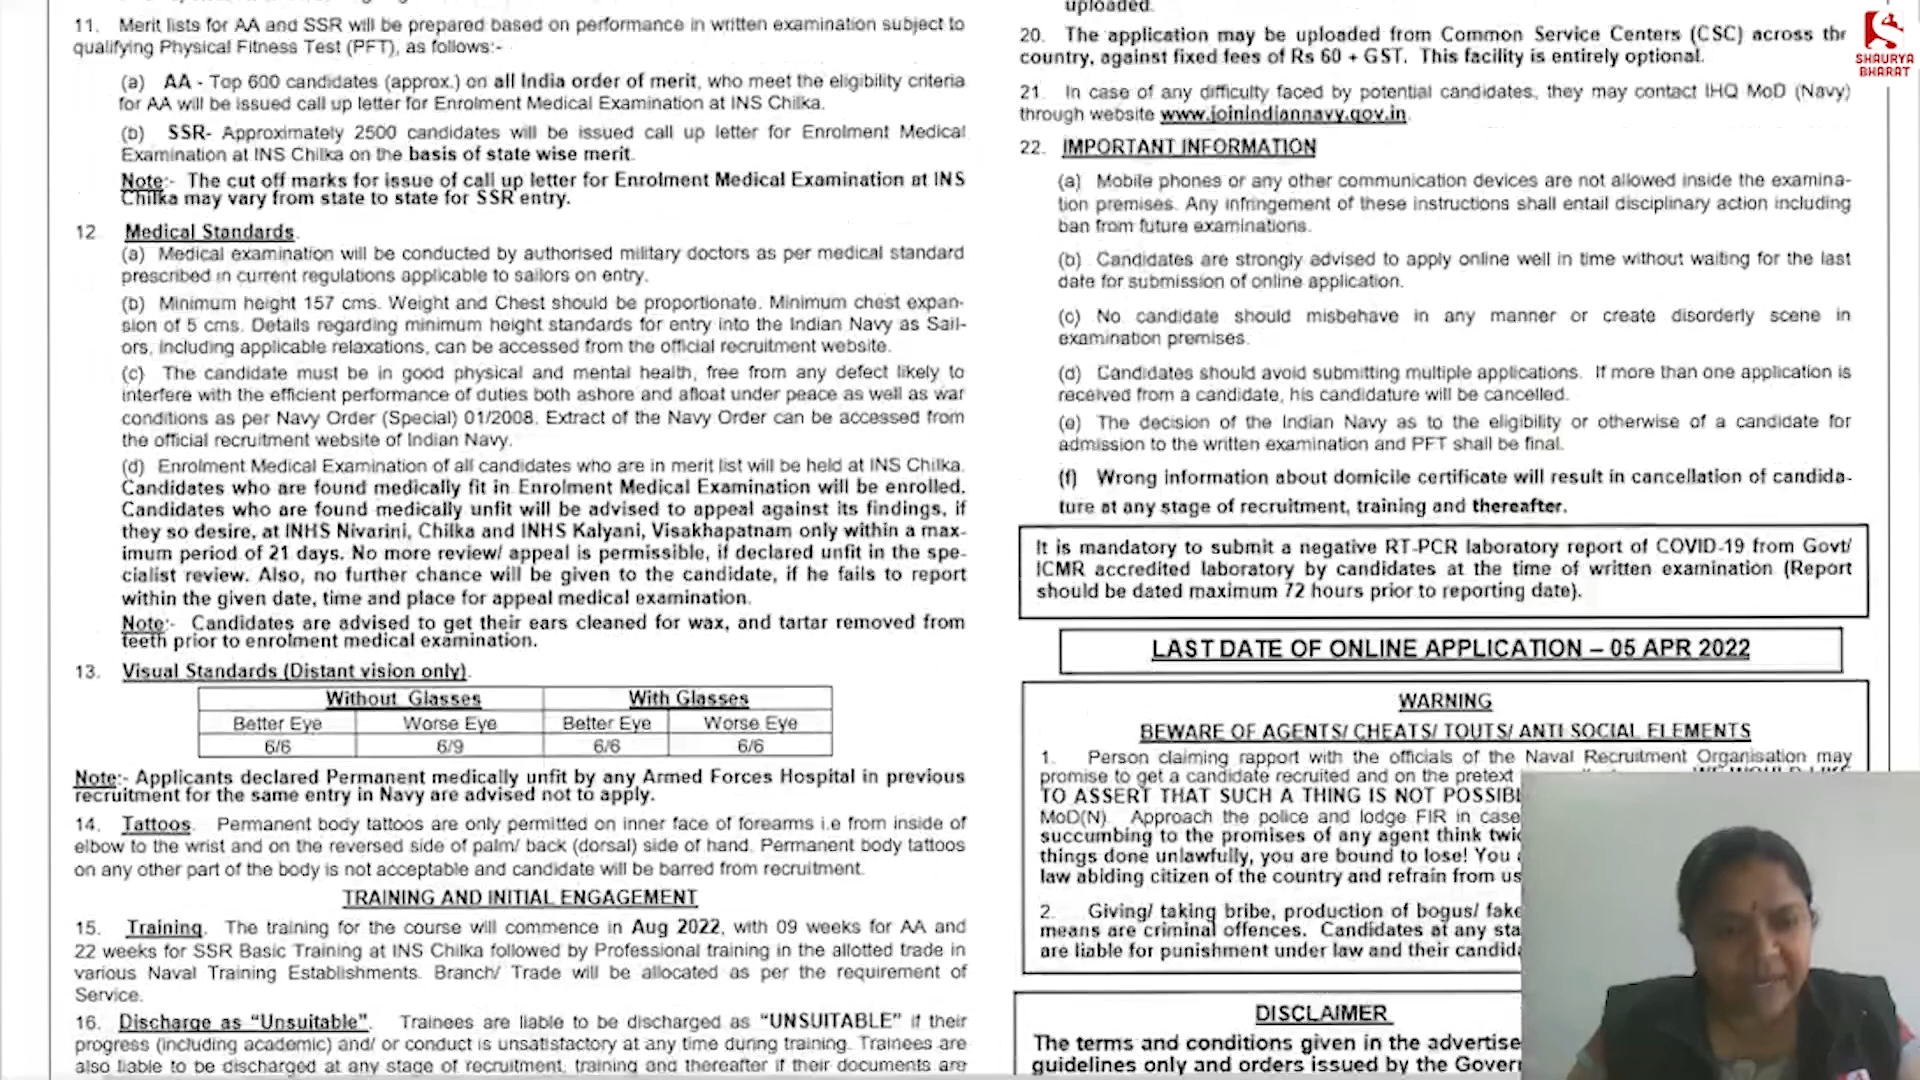 11. Merit lists for AA and SSR will be prepared based on performance in written examination subject to
qualifying Physical Fitness Test (PFT), as follows:-
(a) AA - Top 600 candidates (approx.) on all India order of merit, who meet the eligibility criteria
for AA will be issued call up letter for Enrolment Medical Examination at INS Chilka.
(b) SSR- Approximately 2500 candidates will be issued call up letter for Enrolment Medical
Examination at INS Chilka on the basis of state wise merit.
Note:- The cut off marks for issue of call up letter for Enrolment Medical Examination at INS
Chilka may vary from state to state for SSR entry.
12. Medical Standards.
(a) Medical examination will be conducted by authorised military doctors as per medical standard
prescribed in current regulations applicable to sailors on entry.
(b) Minimum height 157 cms. Weight and Chest should be proportionate. Minimum chest expan-
sion of 5 cms. Details regarding minimum height standards for entry into the Indian Navy as Sail-
ors, including applicable relaxations, can be accessed from the official recruitment website.
(c) The candidate must be in good physical and mental health, free from any defect likely to
interfere with the efficient performance of duties both ashore and afloat under peace as well as war
conditions as per Navy Order (Special) 01/2008. Extract of the Navy Order can be accessed from
the official recruitment website of Indian Navy.
(d) Enrolment Medical Examination of all candidates who are in merit list will be held at INS Chilka.
Candidates who are found medically fit in Enrolment Medical Examination will be enrolled.
Candidates who are found medically unfit will be advised to appeal against its findings, if
they so desire, at INHS Nivarini, Chilka and INHS Kalyani, Visakhapatnam only within a max-
imum period of 21 days. No more review/ appeal is permissible, if declared unfit in the spe-
cialist review. Also, no further chance will be given to the candidate, if he fails to report
within the given date, time and place for appeal medical examination.
Note:- Candidates are advised to get their ears cleaned for wax, and tartar removed from
teeth prior to enrolment medical examination.
13. Visual Standards (Distant vision only).
Without Glasses With Glasses
Better Eye Worse Eye Better Eye Worse Eye
6/6 6/9 6/6 6/6
Note:- Applicants declared Permanent medically unfit by any Armed Forces Hospital in previous
recruitment for the same entry in Navy are advised not to apply.
14. Tattoos. Permanent body tattoos are only permitted on inner face of forearms i.e from inside of
elbow to the wrist and on the reversed side of palm/ back (dorsal) side of hand. Permanent body tattoos
on any other part of the body is not acceptable and candidate will be barred from recruitment.
TRAINING AND INITIAL ENGAGEMENT
15. Training. The training for the course will commence in Aug 2022, with 09 weeks for AA and
22 weeks for SSR Basic Training at INS Chilka followed by Professional training in the allotted trade in
various Naval Training Establishments. Branch/ Trade will be allocated as per the requirement of
Service.
16. Discharge as "Unsuitable". Trainees are liable to be discharged as "UNSUITABLE" if their
progress (including academic) and/ or conduct is unsatisfactory at any time during training. Trainees are
also liable to be discharged at any stage of recruitment, training and thereafter if their documents are
uploaded.
20. The application may be uploaded from Common Service Centers (CSC) across the
country, against fixed fees of Rs 60 + GST. This facility is entirely optional.
21. In case of any difficulty faced by potential candidates, they may contact IHQ MoD (Navy)
through website www.joinindiannavy.gov.in.
22. IMPORTANT INFORMATION
(a) Mobile phones or any other communication devices are not allowed inside the examina-
tion premises. Any infringement of these instructions shall entail disciplinary action including
ban from future examinations.
(b) Candidates are strongly advised to apply online well in time without waiting for the last
date for submission of online application.
(c) No candidate should misbehave in any manner or create disorderly scene in
examination premises.
(d) Candidates should avoid submitting multiple applications. If more than one application is
received from a candidate, his candidature will be cancelled.
(e) The decision of the Indian Navy as to the eligibility or otherwise of a candidate for
admission to the written examination and PFT shall be final.
(f) Wrong information about domicile certificate will result in cancellation of candida-
ture at any stage of recruitment, training and thereafter.
It is mandatory to submit a negative RT-PCR laboratory report of COVID-19 from Govt/
ICMR accredited laboratory by candidates at the time of written examination (Report
should be dated maximum 72 hours prior to reporting date).
LAST DATE OF ONLINE APPLICATION – 05 APR 2022
WARNING
BEWARE OF AGENTS/ CHEATS/ TOUTS/ ANTI SOCIAL ELEMENTS
1. Person claiming rapport with the officials of the Naval Recruitment Organisation may
promise to get a candidate recruited and on the pretext
TO ASSERT THAT SUCH A THING IS NOT
MoD(N). Approach the police and lodge FIR in case
succumbing to the promises of any agent think
things done unlawfully, you are bound to lose! You
law abiding citizen of the country and refrain from
2. Giving/ taking bribe, production of bogus/
means are criminal offences. Candidates at any
are liable for punishment under law and their
DISCLAIMER
The terms and conditions given in the
guidelines only and orders issued by the
SHAURYA
BHARAT